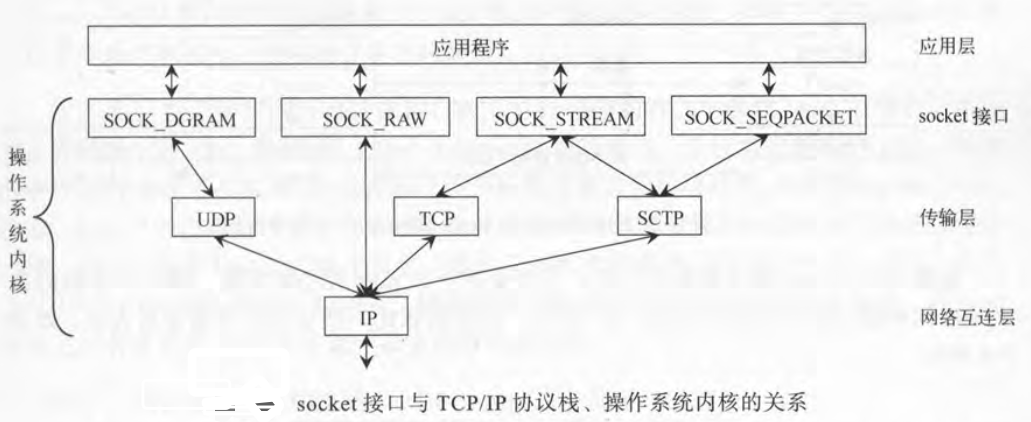 应用程序 应用层
SOCK_DGRAM SOCK_RAW SOCK_STREAM SOCK_SEQPACKET socket 接口
操作系统内核
UDP TCP SCTP 传输层
IP 网络互连层
socket 接口与 TCP/IP 协议栈、操作系统内核的关系